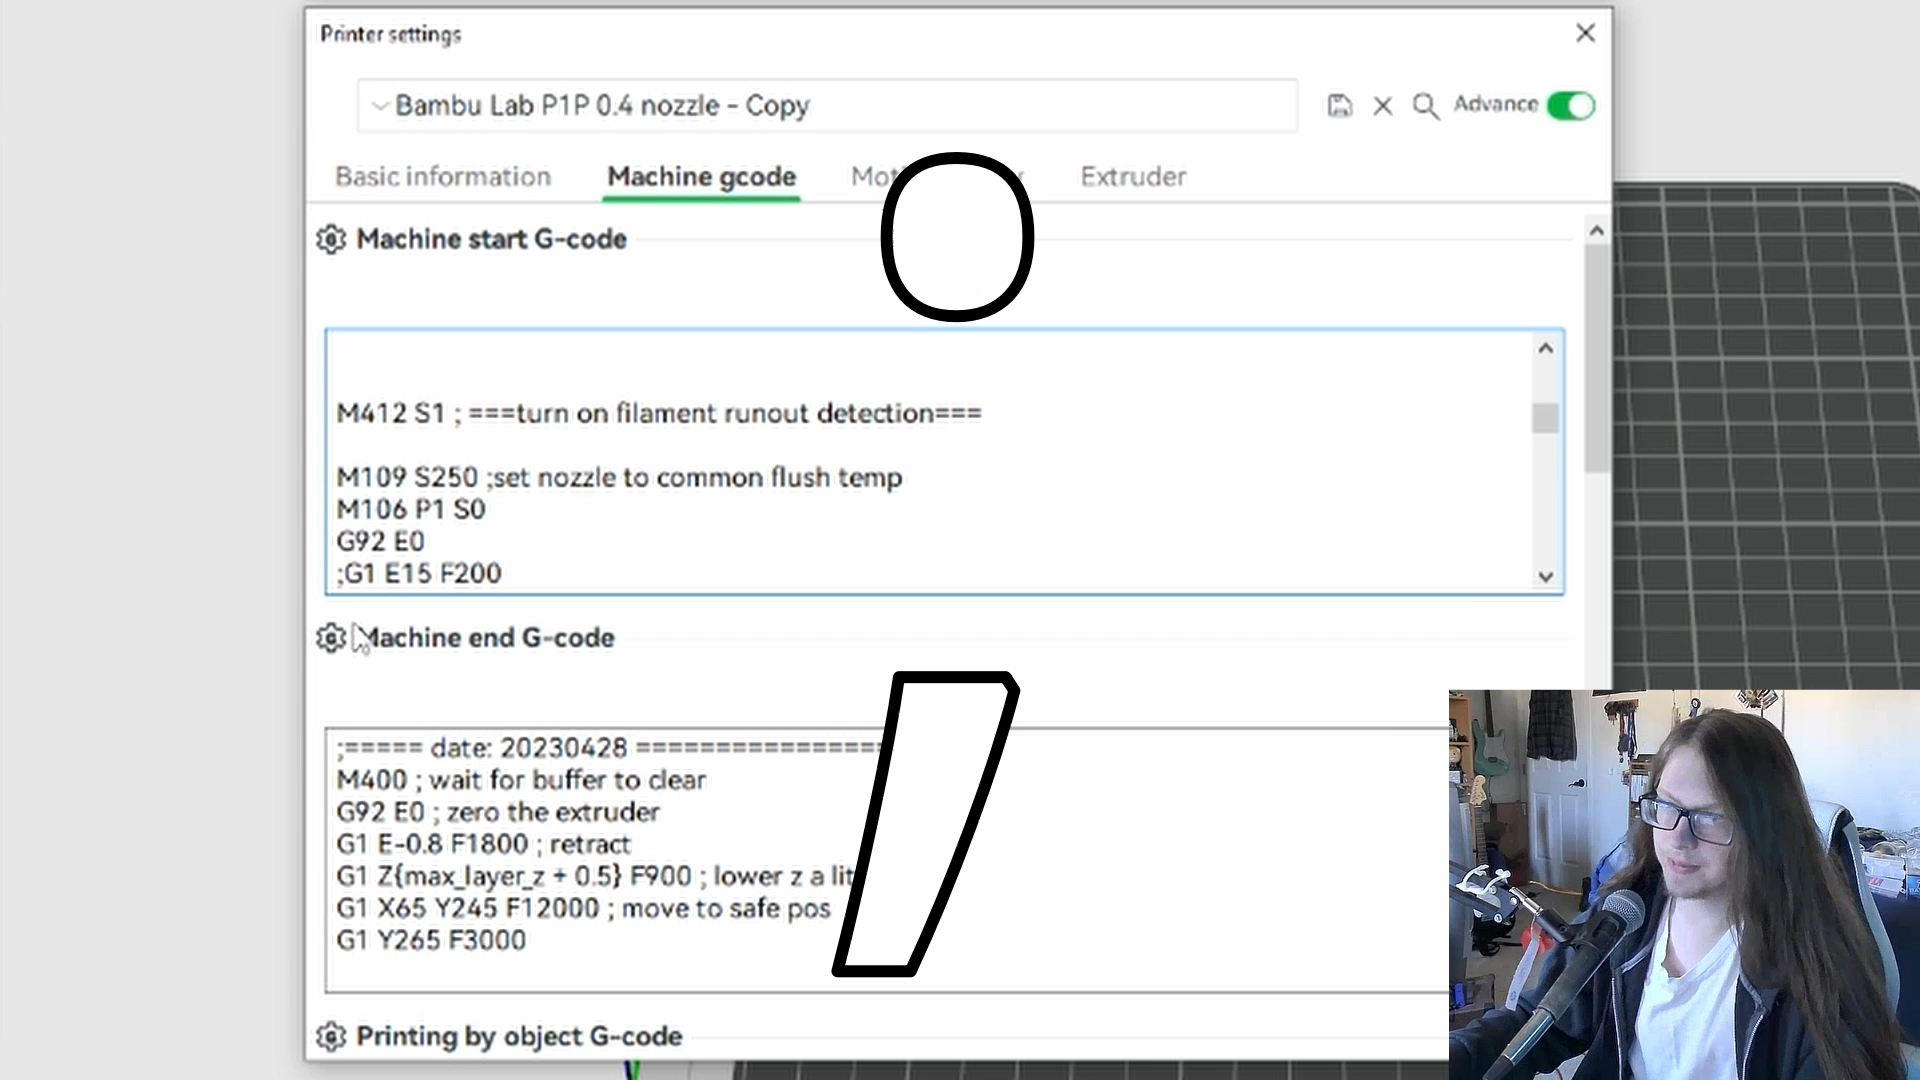 Printer settings
Bambu Lab P1P 0.4 nozzle - Copy
Advance
Basic information
Machine gcode
Extruder
Machine start G-code
M412 S1 ; ===turn on filament runout detection===
M109 S250 ;set nozzle to common flush temp
M106 P1 S0
G92 E0
;G1 E15 F200
Machine end G-code
;===== date: 20230428 ================
M400 ; wait for buffer to clear
G92 E0 ; zero the extruder
G1 E-0.8 F1800 ; retract
G1 Z{max_layer_z + 0.5} F900 ; lower z a lit
G1 X65 Y245 F12000 ; move to safe pos
G1 Y265 F3000
Printing by object G-code
;